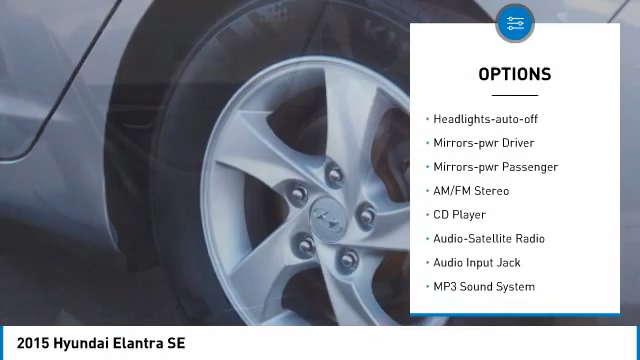 OPTIONS
Headlights-auto-off
Mirrors-pwr Driver
Mirrors-pwr Passenger
AM/FM Stereo
CD Player
Audio-Satellite Radio
Audio Input Jack
MP3 Sound System
2015 Hyundai Elantra SE